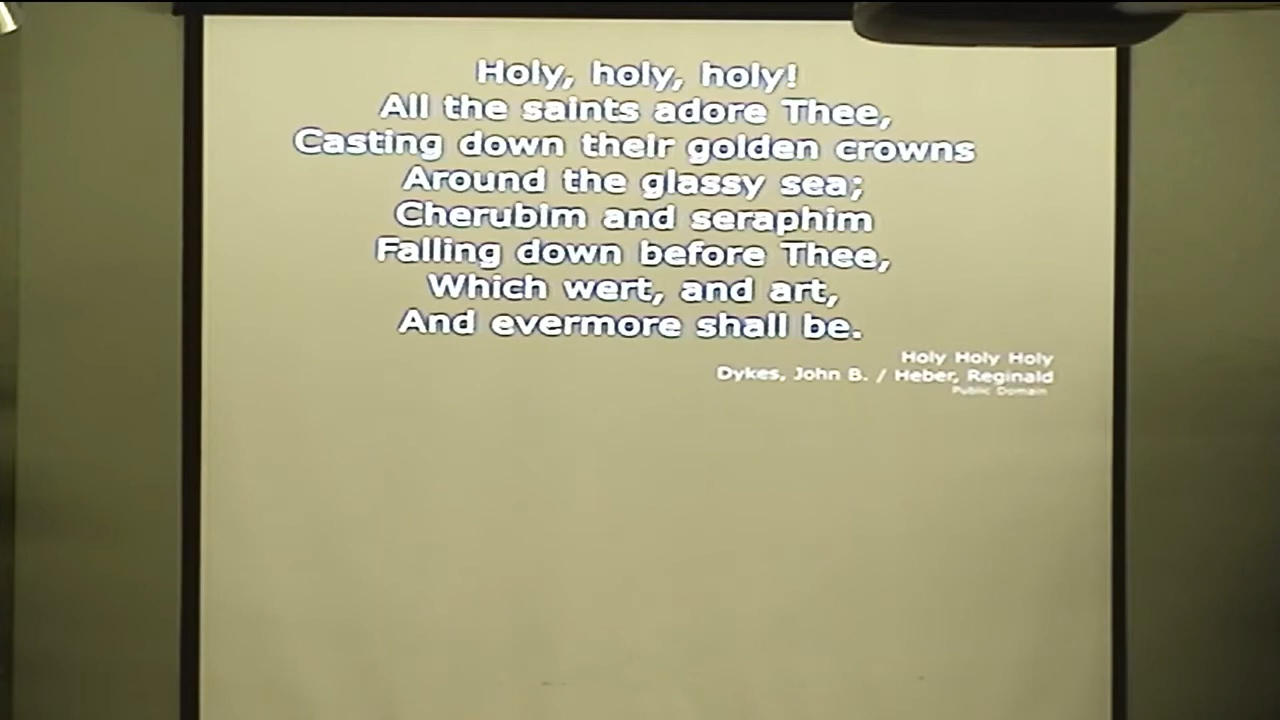 Holy, holy, holy!
All the saints adore Thee,
Casting down their golden crowns
Around the glassy sea;
Cherubim and seraphim
Falling down before Thee,
Which wert, and art,
And evermore shall be.
Holy Holy Holy
Dykes, John B. / Heber, Reginald
Public Domain